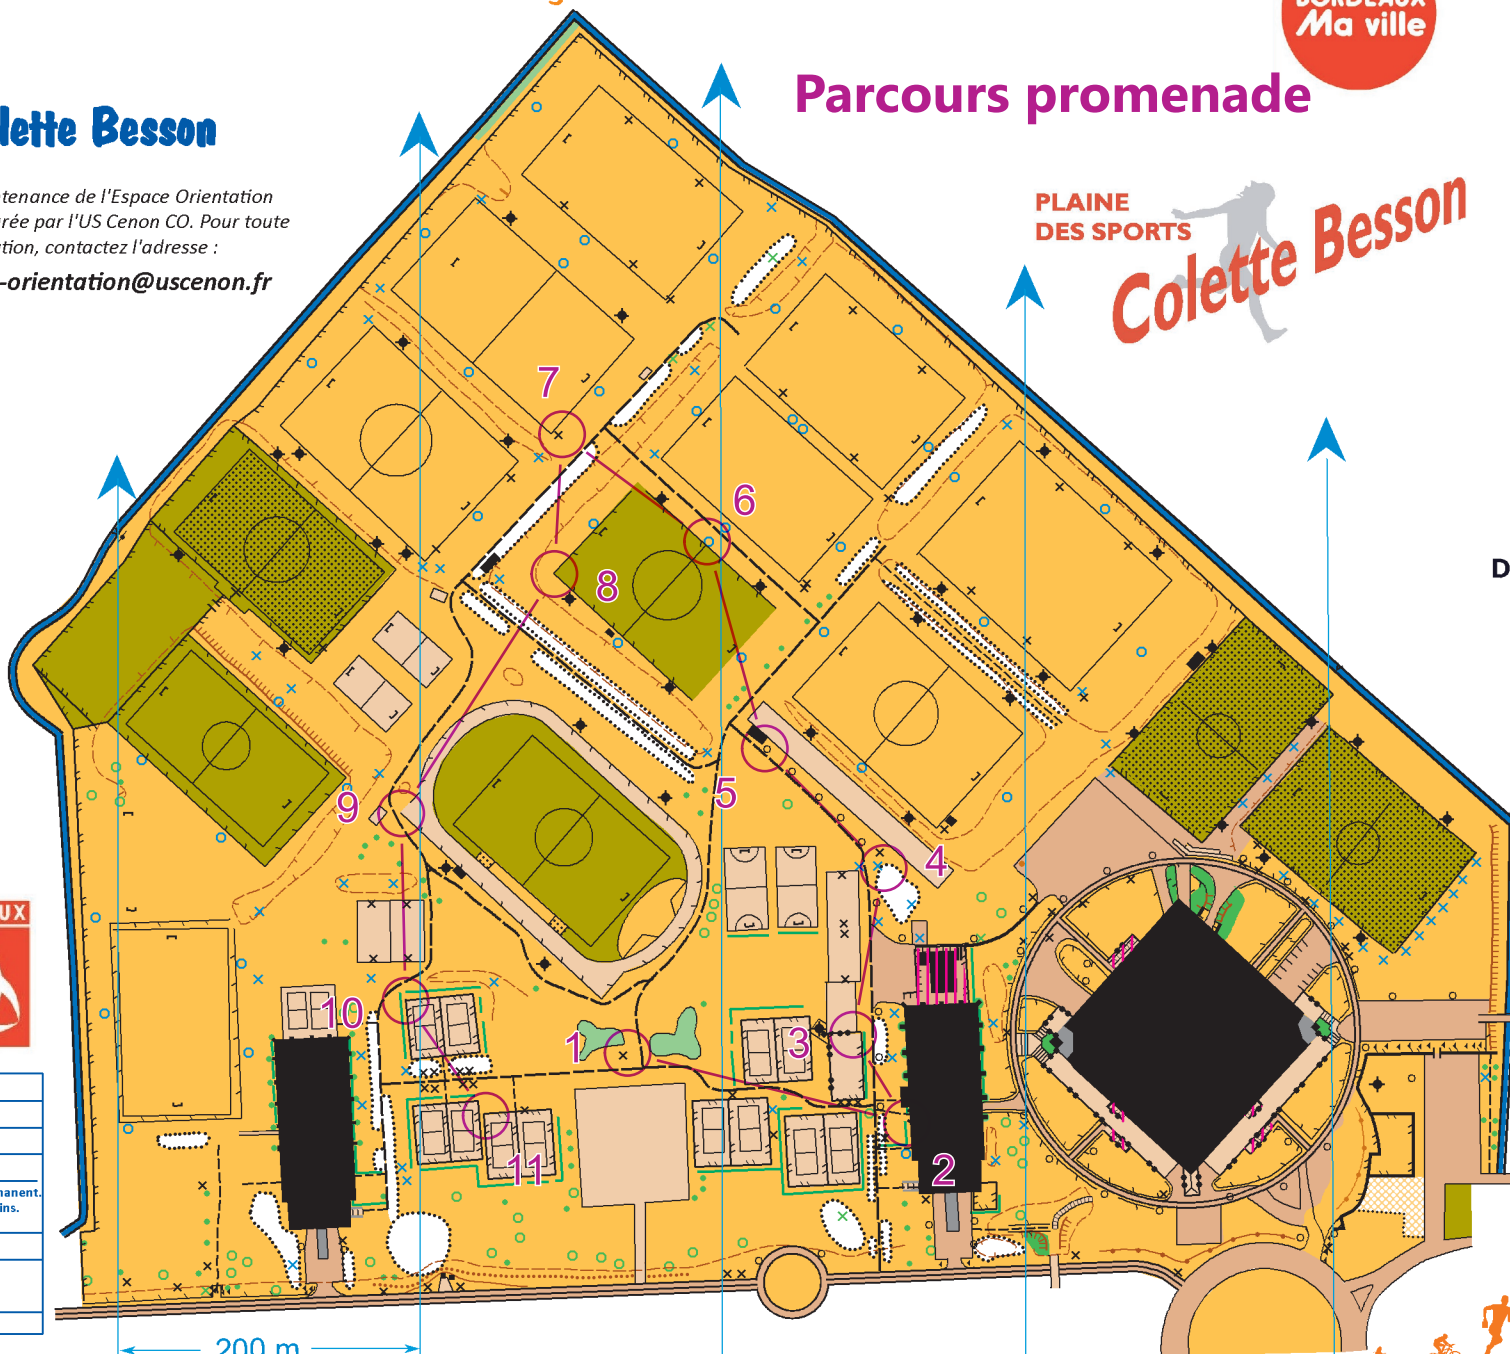 BORDEAUX
Ma ville
Parcours promenade
lette Besson
tenance de l'Espace Orientation
rée par l'US Cenon CO. Pour toute
tion, contactez l'adresse :
-orientation@uscenon.fr
PLAINE
DES SPORTS
Colette Besson
7
6
D
8
5
9
4
UX
10
1
3
2
11
manent.
ins.
200 m